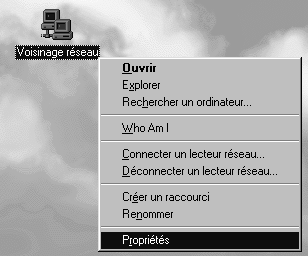 Voisinage réseau
Ouvrir
Explorer
Rechercher un ordinateur...
Who Am I
Connecter un lecteur réseau...
Déconnecter un lecteur réseau...
Créer un raccourci
Renommer
Propriétés